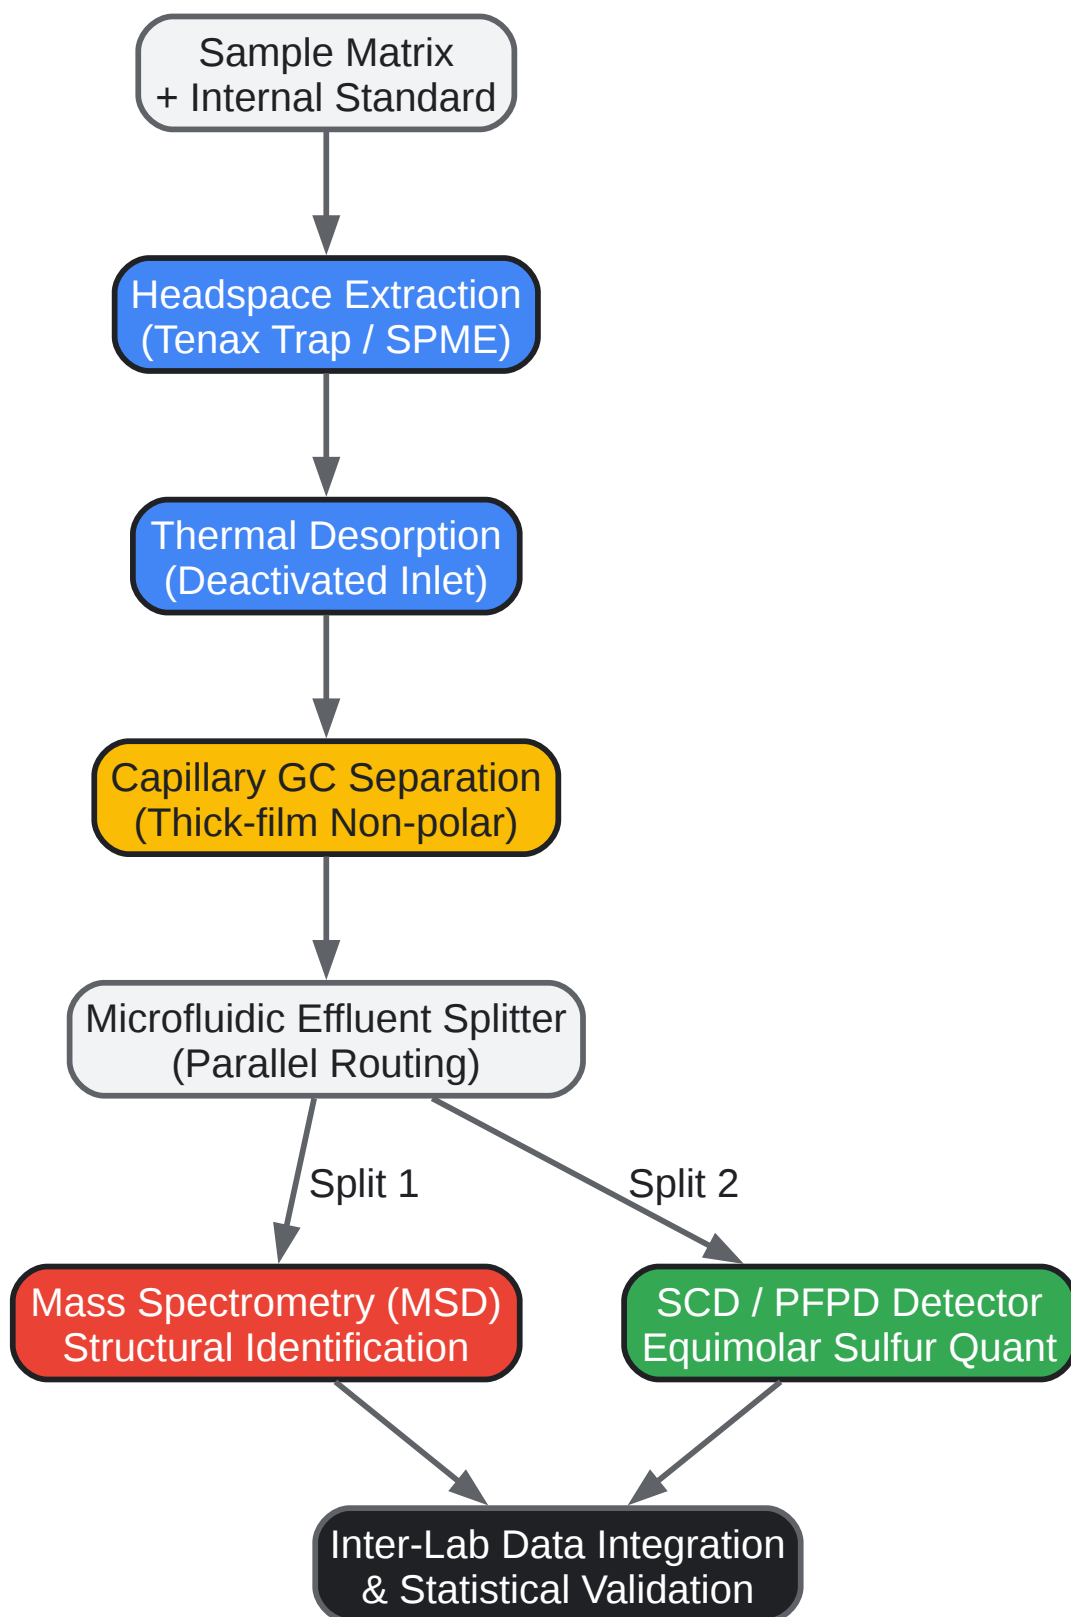 Sample Matrix
+ Internal Standard
Headspace Extraction
(Tenax Trap / SPME)
Thermal Desorption
(Deactivated Inlet)
Capillary GC Separation
(Thick-film Non-polar)
Microfluidic Effluent Splitter
(Parallel Routing)
Split 1
Split 2
Mass Spectrometry (MSD)
Structural Identification
SCD / PFPD Detector
Equimolar Sulfur Quant
Inter-Lab Data Integration
& Statistical Validation